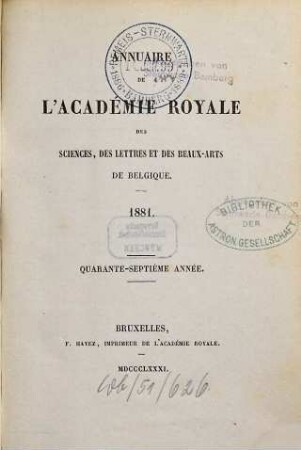 ANNUAIRE
DE
L'ACADÉMIE ROYALE
DES
SCIENCES, DES LETTRES ET DES BEAUX-ARTS
DE BELGIQUE.
1881.
BIBLIOTHEK
DER
ASTRON. GESELLSCHAFT
QUARANTE-SEPTIÈME ANNÉE.
BRUXELLES,
F. HAYEZ, IMPRIMEUR DE L'ACADÉMIE ROYALE.
MDCCCLXXXI.